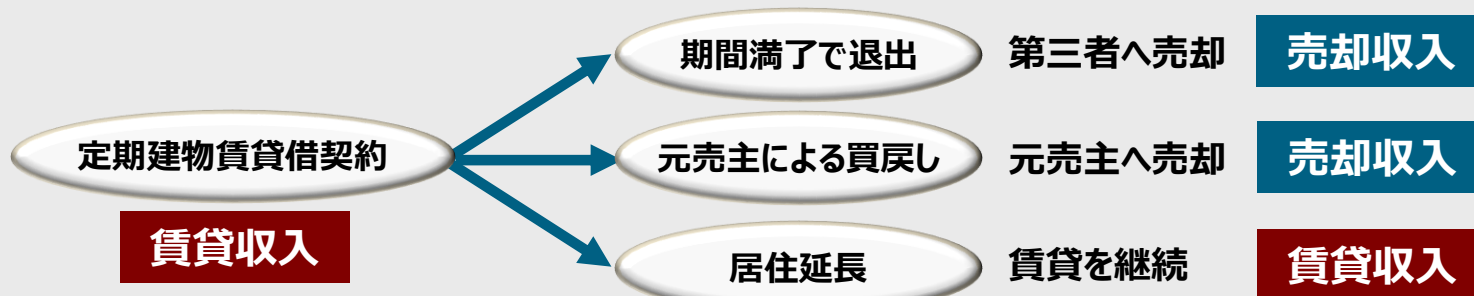 期間満了で退出 第三者へ売却 売却収入
定期建物賃貸借契約 元売主による買戻し 元売主へ売却 売却収入
賃貸収入
居住延長 賃貸を継続 賃貸収入